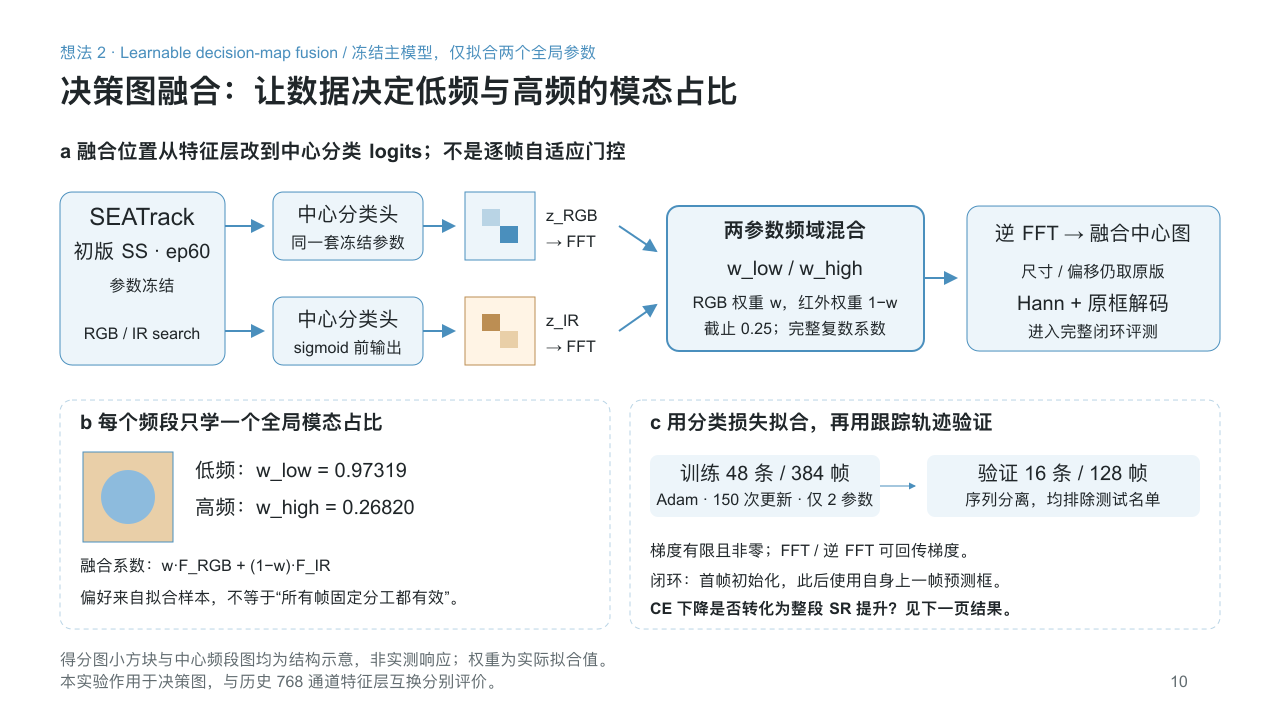 想法 2 · Learnable decision-map fusion / 冻结主模型，仅拟合两个全局参数
决策图融合：让数据决定低频与高频的模态占比
a 融合位置从特征层改到中心分类 logits；不是逐帧自适应门控
SEATrack
初版 SS · ep60
参数冻结
RGB / IR search
中心分类头
同一套冻结参数
z_RGB
→ FFT
中心分类头
sigmoid 前输出
z_IR
→ FFT
两参数频域混合
w_low / w_high
RGB 权重 w，红外权重 1−w
截止 0.25；完整复数系数
逆 FFT → 融合中心图
尺寸 / 偏移仍取原版
Hann + 原框解码
进入完整闭环评测
b 每个频段只学一个全局模态占比
低频：w_low = 0.97319
高频：w_high = 0.26820
融合系数：w·F_RGB + (1−w)·F_IR
偏好来自拟合样本，不等于“所有帧固定分工都有效”。
c 用分类损失拟合，再用跟踪轨迹验证
训练 48 条 / 384 帧
Adam · 150 次更新 · 仅 2 参数
验证 16 条 / 128 帧
序列分离，均排除测试名单
梯度有限且非零；FFT / 逆 FFT 可回传梯度。
闭环：首帧初始化，此后使用自身上一帧预测框。
CE 下降是否转化为整段 SR 提升？见下一页结果。
得分图小方块与中心频段图均为结构示意，非实测响应；权重为实际拟合值。
本实验作用于决策图，与历史 768 通道特征层互换分别评价。
10